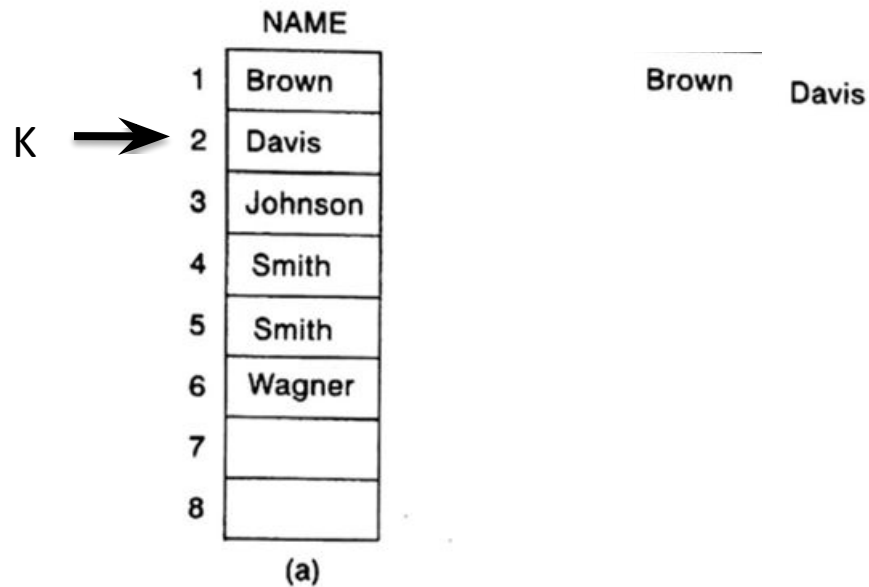 NAME
1 Brown
K 2 Davis
3 Johnson
4 Smith
5 Smith
6 Wagner
7
8
(a)
Brown Davis